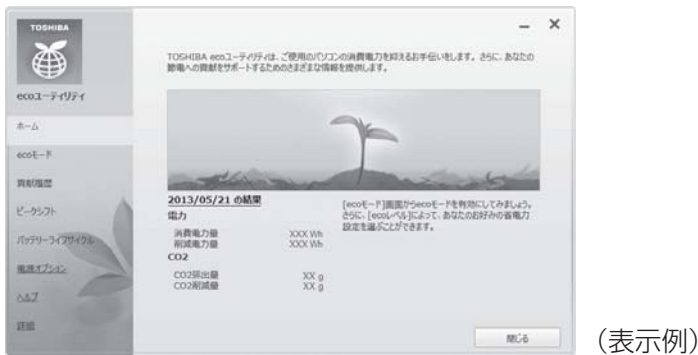 TOSHIBA
ecoユーティリティ
ホーム
ecoモード
貢献履歴
ピークシフト
バッテリーライフサイクル
電源オプション
ヘルプ
詳細
TOSHIBA ecoユーティリティは、ご使用のパソコンの消費電力を抑えるお手伝いをします。さらに、あなたの
節電への貢献をサポートするためのさまざまな情報を提供します。
2013/05/21 の結果
電力
消費電力量 XXX Wh
削減電力量 XXX Wh
CO2
CO2排出量 XX g
CO2削減量 XX g
[ecoモード]画面からecoモードを有効にしてみましょう。
さらに、[ecoレベル]によって、あなたのお好みの省電力
設定を選ぶことができます。
閉じる
（表示例）